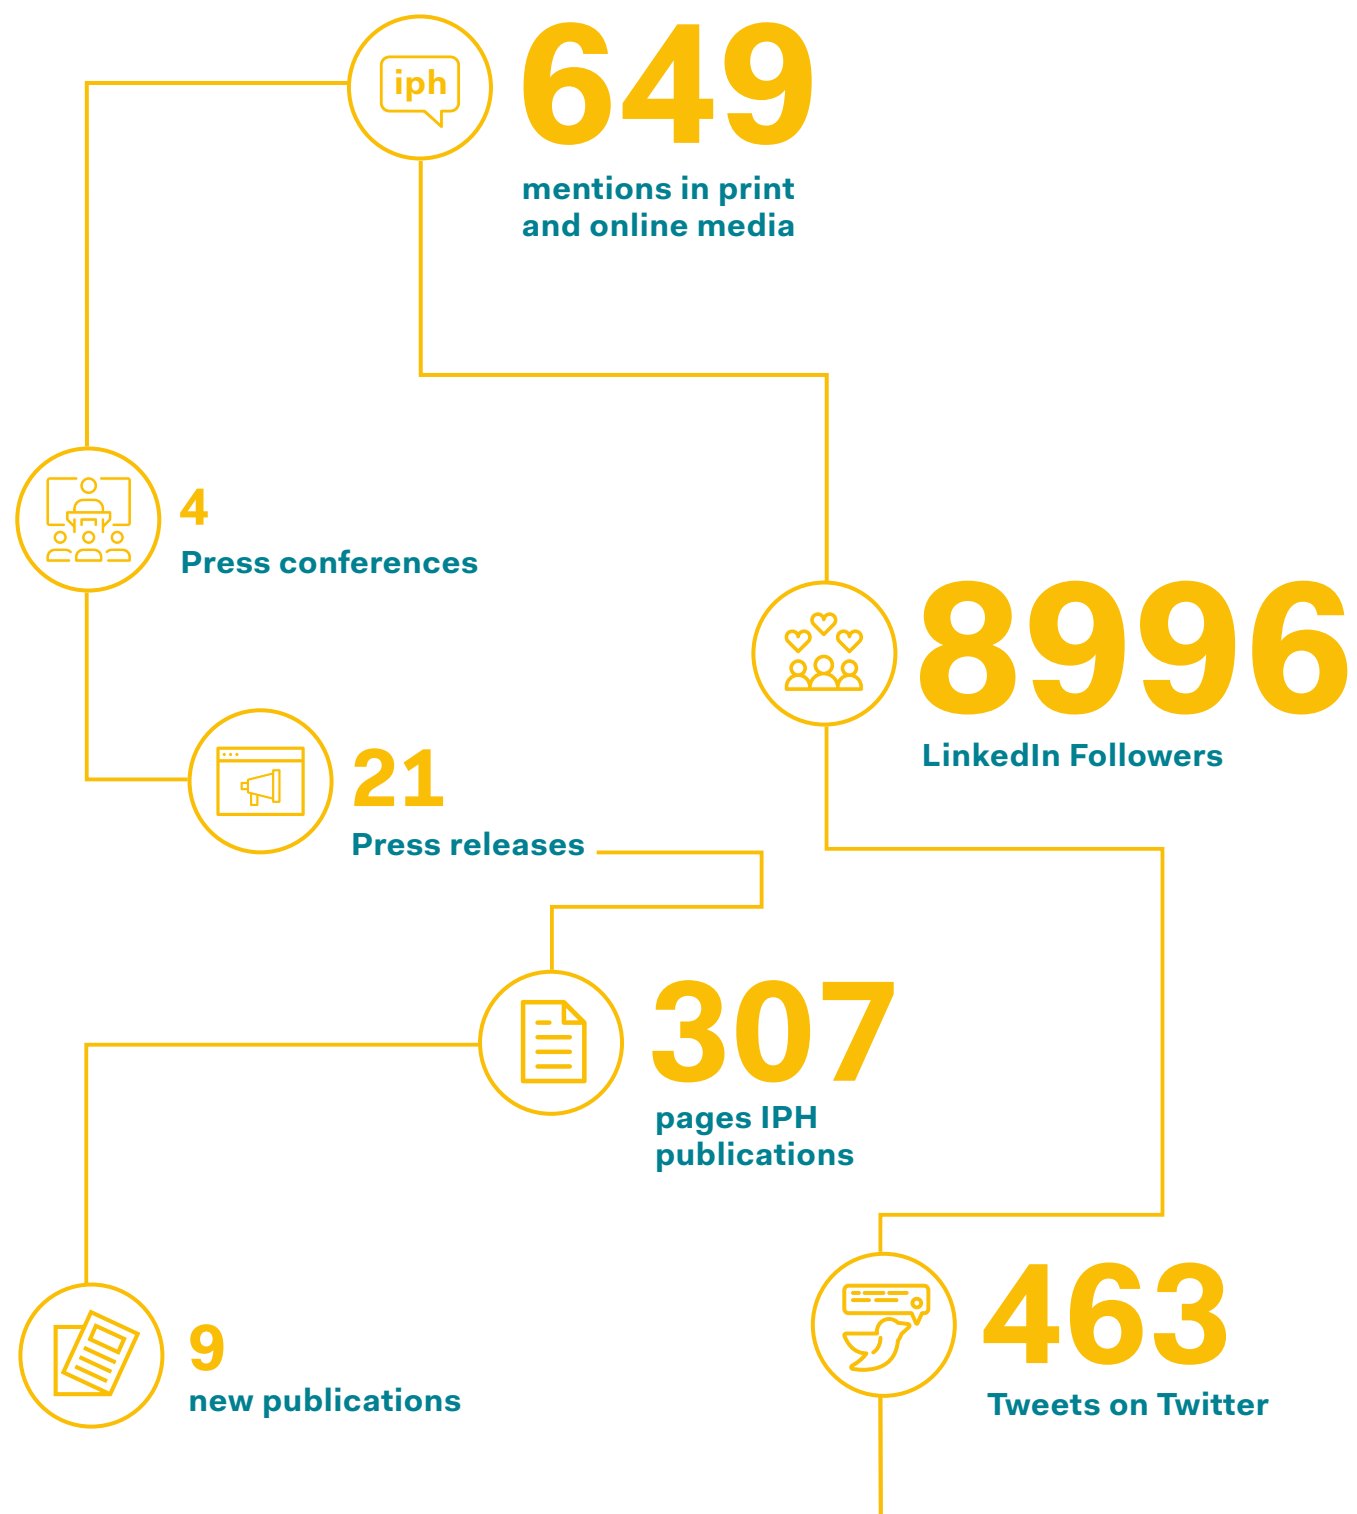 iph
649
mentions in print
and online media
4
Press conferences
8996
LinkedIn Followers
21
Press releases
307
pages IPH
publications
463
Tweets on Twitter
9
new publications